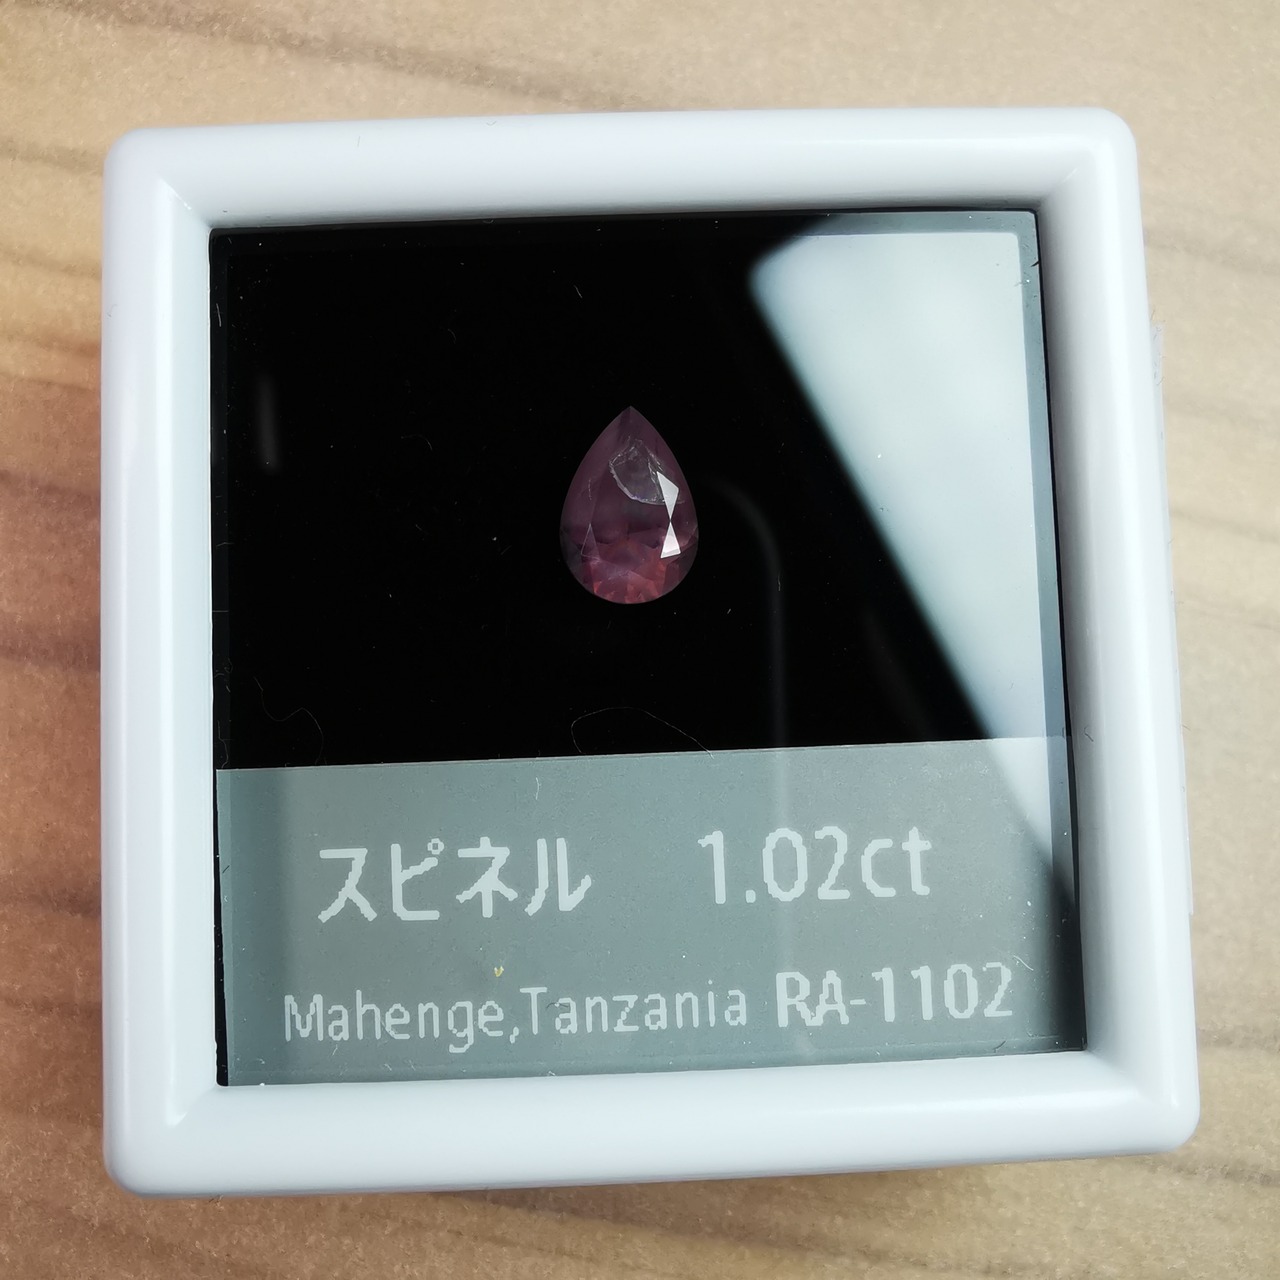 スピネル 1.02ct
Mahenge,Tanzania RA-1102